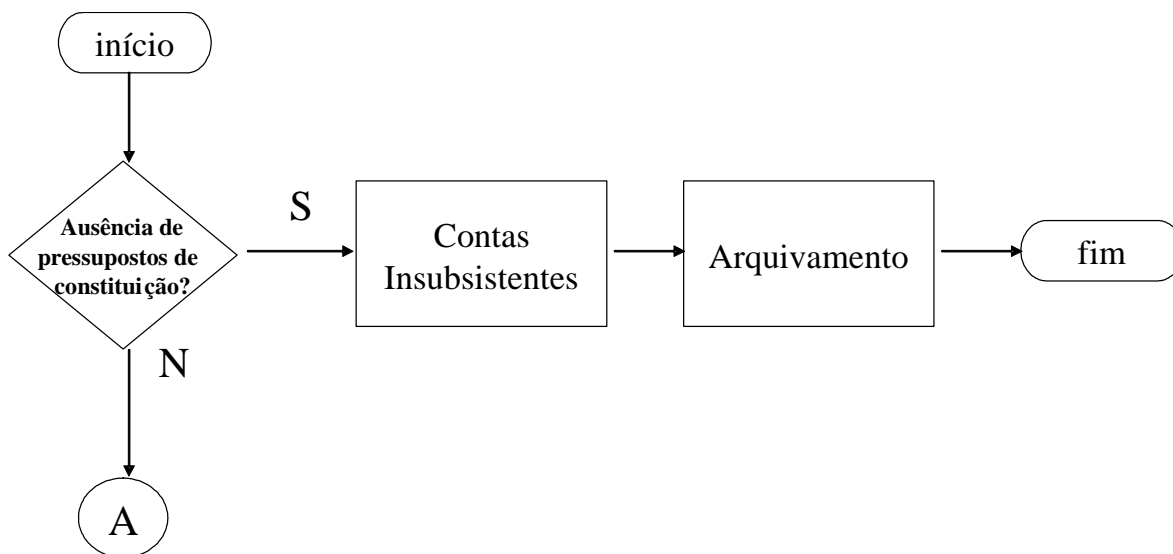 início
Ausência de
pressupostos de
constituição?
S
Contas
Insubsistentes
Arquivamento
fim
N
A